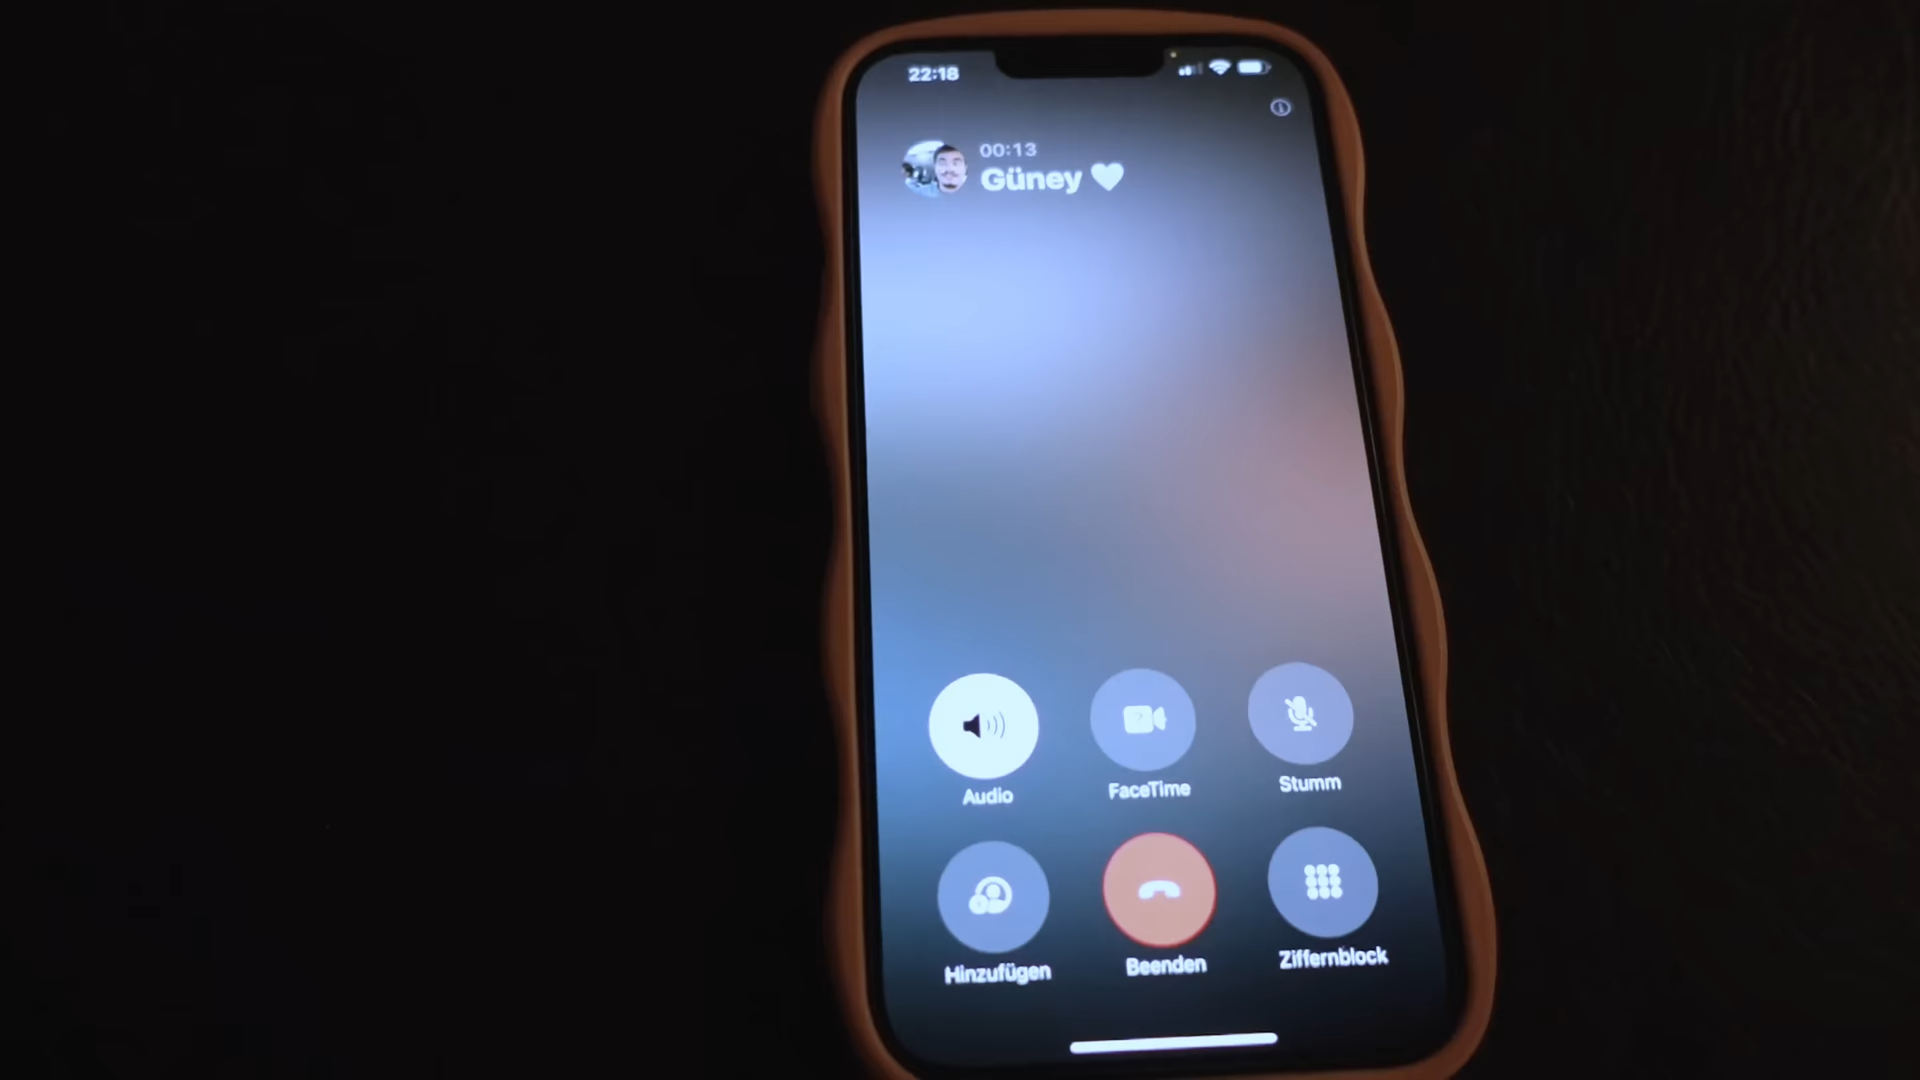 22:18
00:13
Güney 🤍
Audio
FaceTime
Stumm
Hinzufügen
Beenden
Ziffernblock